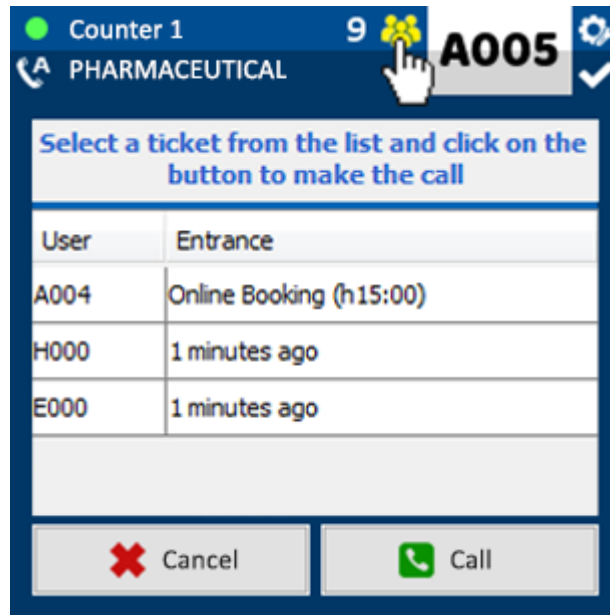 Counter 1 9 A005
A PHARMACEUTICAL
Select a ticket from the list and click on the
button to make the call
User Entrance
A004 Online Booking (h15:00)
H000 1 minutes ago
E000 1 minutes ago
Cancel Call